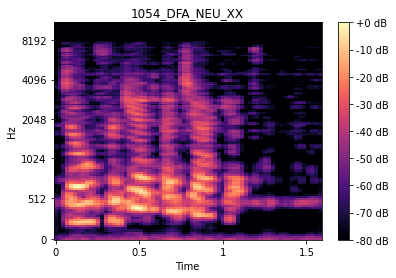 1054_DFA_NEU_XX
+0 dB
8192
-10 dB
4096
-20 dB
-30 dB
2048
Hz
-40 dB
1024
-50 dB
512
-60 dB
-70 dB
0
-80 dB
0
0.5
1
1.5
Time